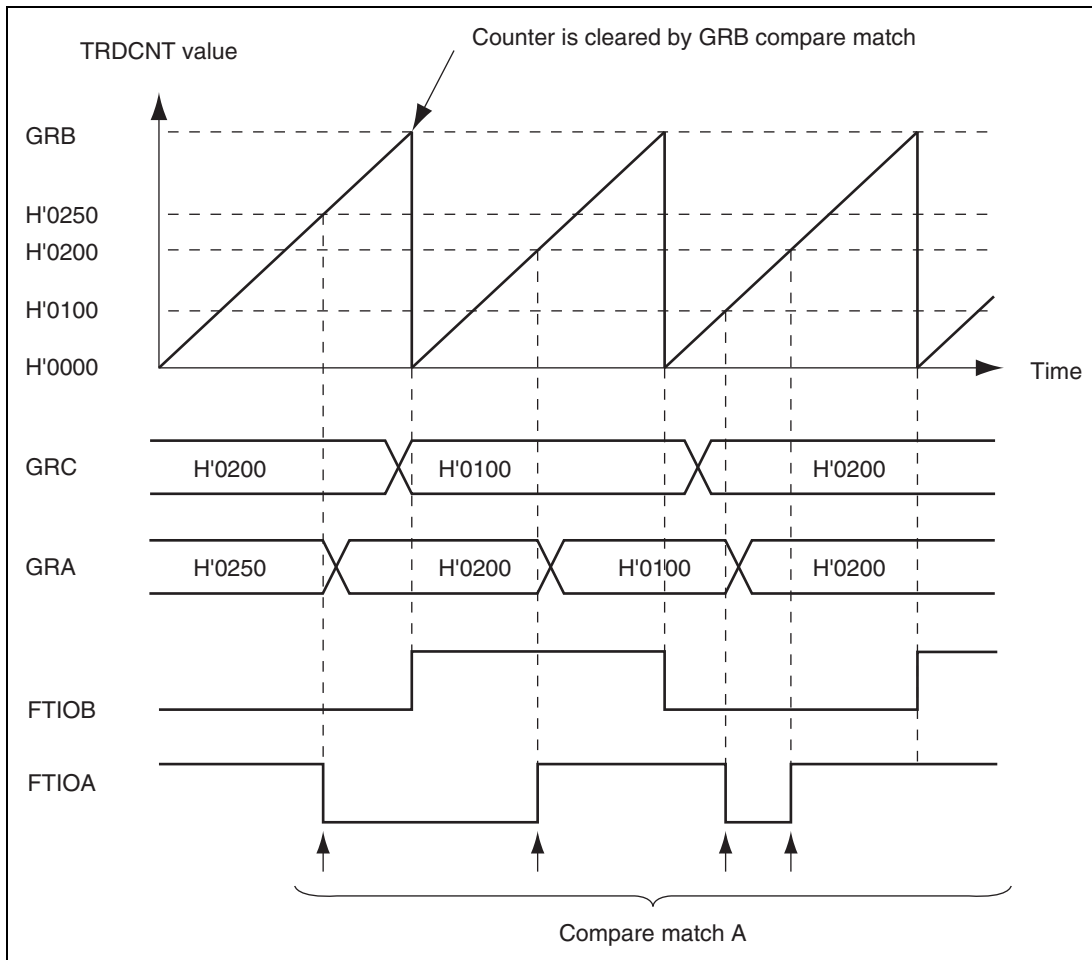 TRDCNT value
Counter is cleared by GRB compare match
GRB
H'0250
H'0200
H'0100
H'0000
Time
GRC
H'0200
H'0100
H'0200
GRA
H'0250
H'0200
H'0100
H'0200
FTIOB
FTIOA
Compare match A